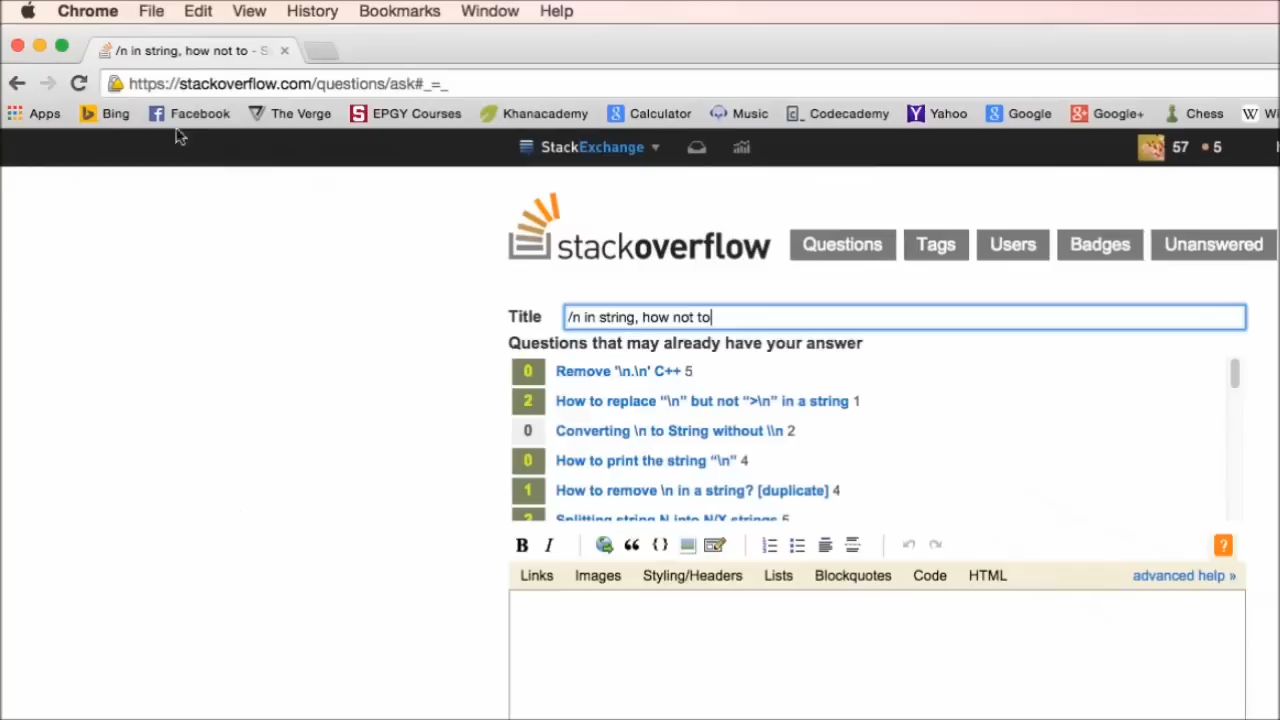 Chrome File Edit View History Bookmarks Window Help
/n in string, how not to - S
https://stackoverflow.com/questions/ask#_=_
Apps Bing Facebook The Verge EPGY Courses Khanacademy Calculator Music Codecademy Yahoo Google Google+ Chess
StackExchange 57 5
stackoverflow Questions Tags Users Badges Unanswered
Title /n in string, how not to
Questions that may already have your answer
0 Remove '\n.\n' C++ 5
2 How to replace “\n” but not “>\n” in a string 1
0 Converting \n to String without \\n 2
0 How to print the string “\n” 4
1 How to remove \n in a string? [duplicate] 4
Splitting string N into N/X strings 5
B I
Links Images Styling/Headers Lists Blockquotes Code HTML advanced help »